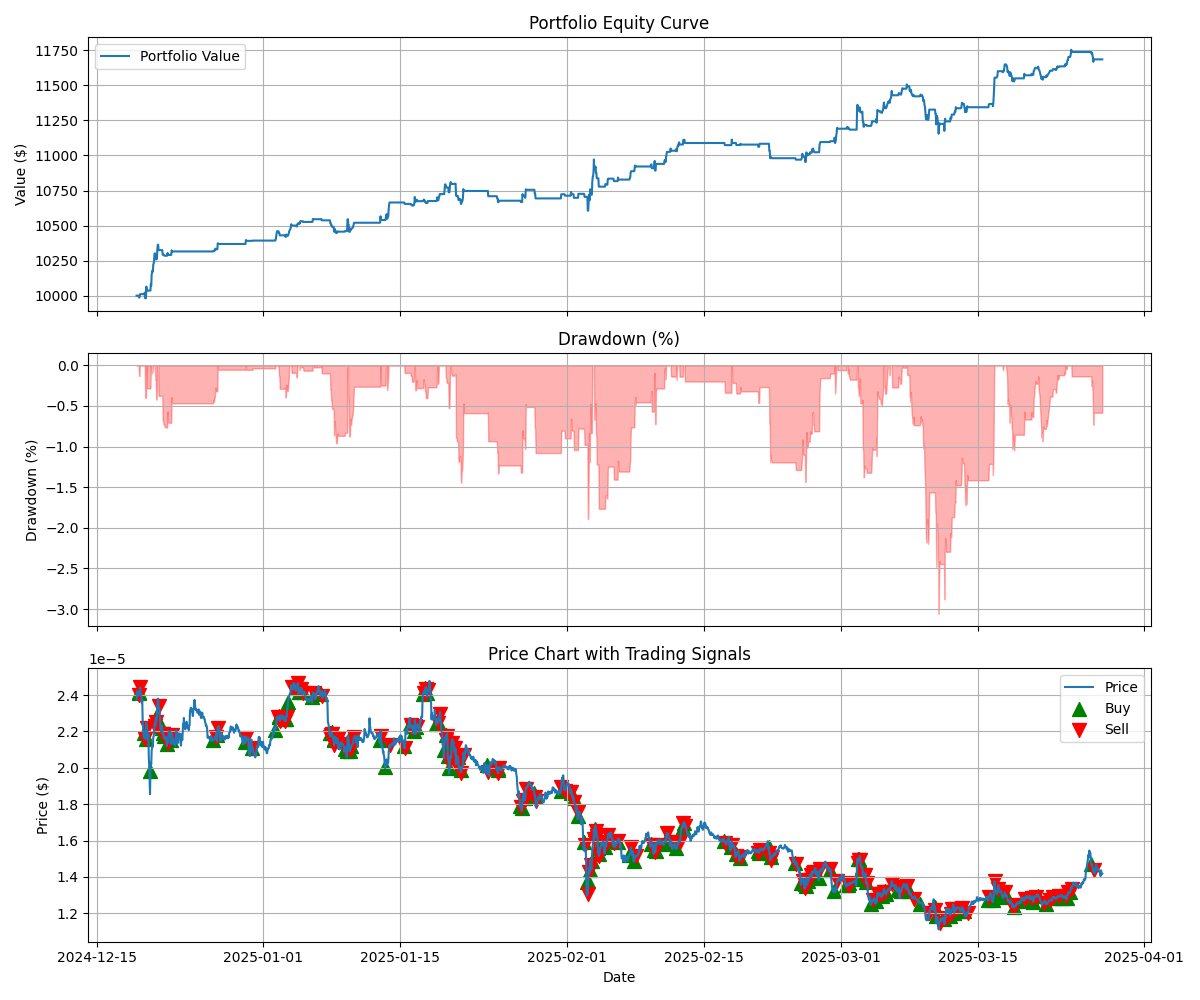 Portfolio Equity Curve
Portfolio Value
Value ($)
11750
11500
11250
11000
10750
10500
10250
10000
Drawdown (%)
Drawdown (%)
0.0
−0.5
−1.0
−1.5
−2.0
−2.5
−3.0
Price Chart with Trading Signals
1e−5
Price
Buy
Sell
Price ($)
2.4
2.2
2.0
1.8
1.6
1.4
1.2
2024-12-15
2025-01-01
2025-01-15
2025-02-01
2025-02-15
2025-03-01
2025-03-15
2025-04-01
Date